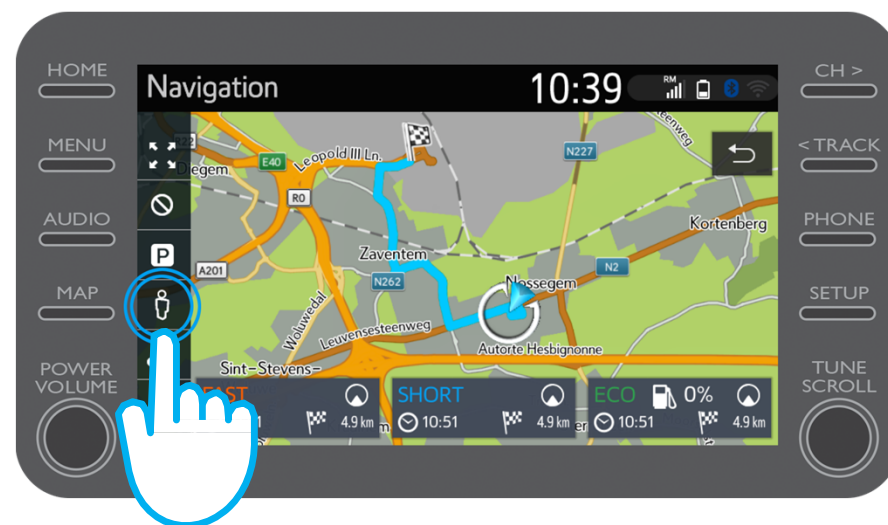 HOME
MENU
AUDIO
MAP
POWER
VOLUME
Navigation
10:39
RM
CH >
< TRACK
PHONE
SETUP
TUNE
SCROLL
E40
Leopold III Ln.
N227
R0
P
Kortenberg
A201
Zaventem
N262
Nossegem
N2
Woluwedal
Leuvensesteenweg
Autorte Hesbignonne
Sint-Stevens-
4.9 km
SHORT
10:51
4.9 km
ECO
0%
10:51
4.9 km